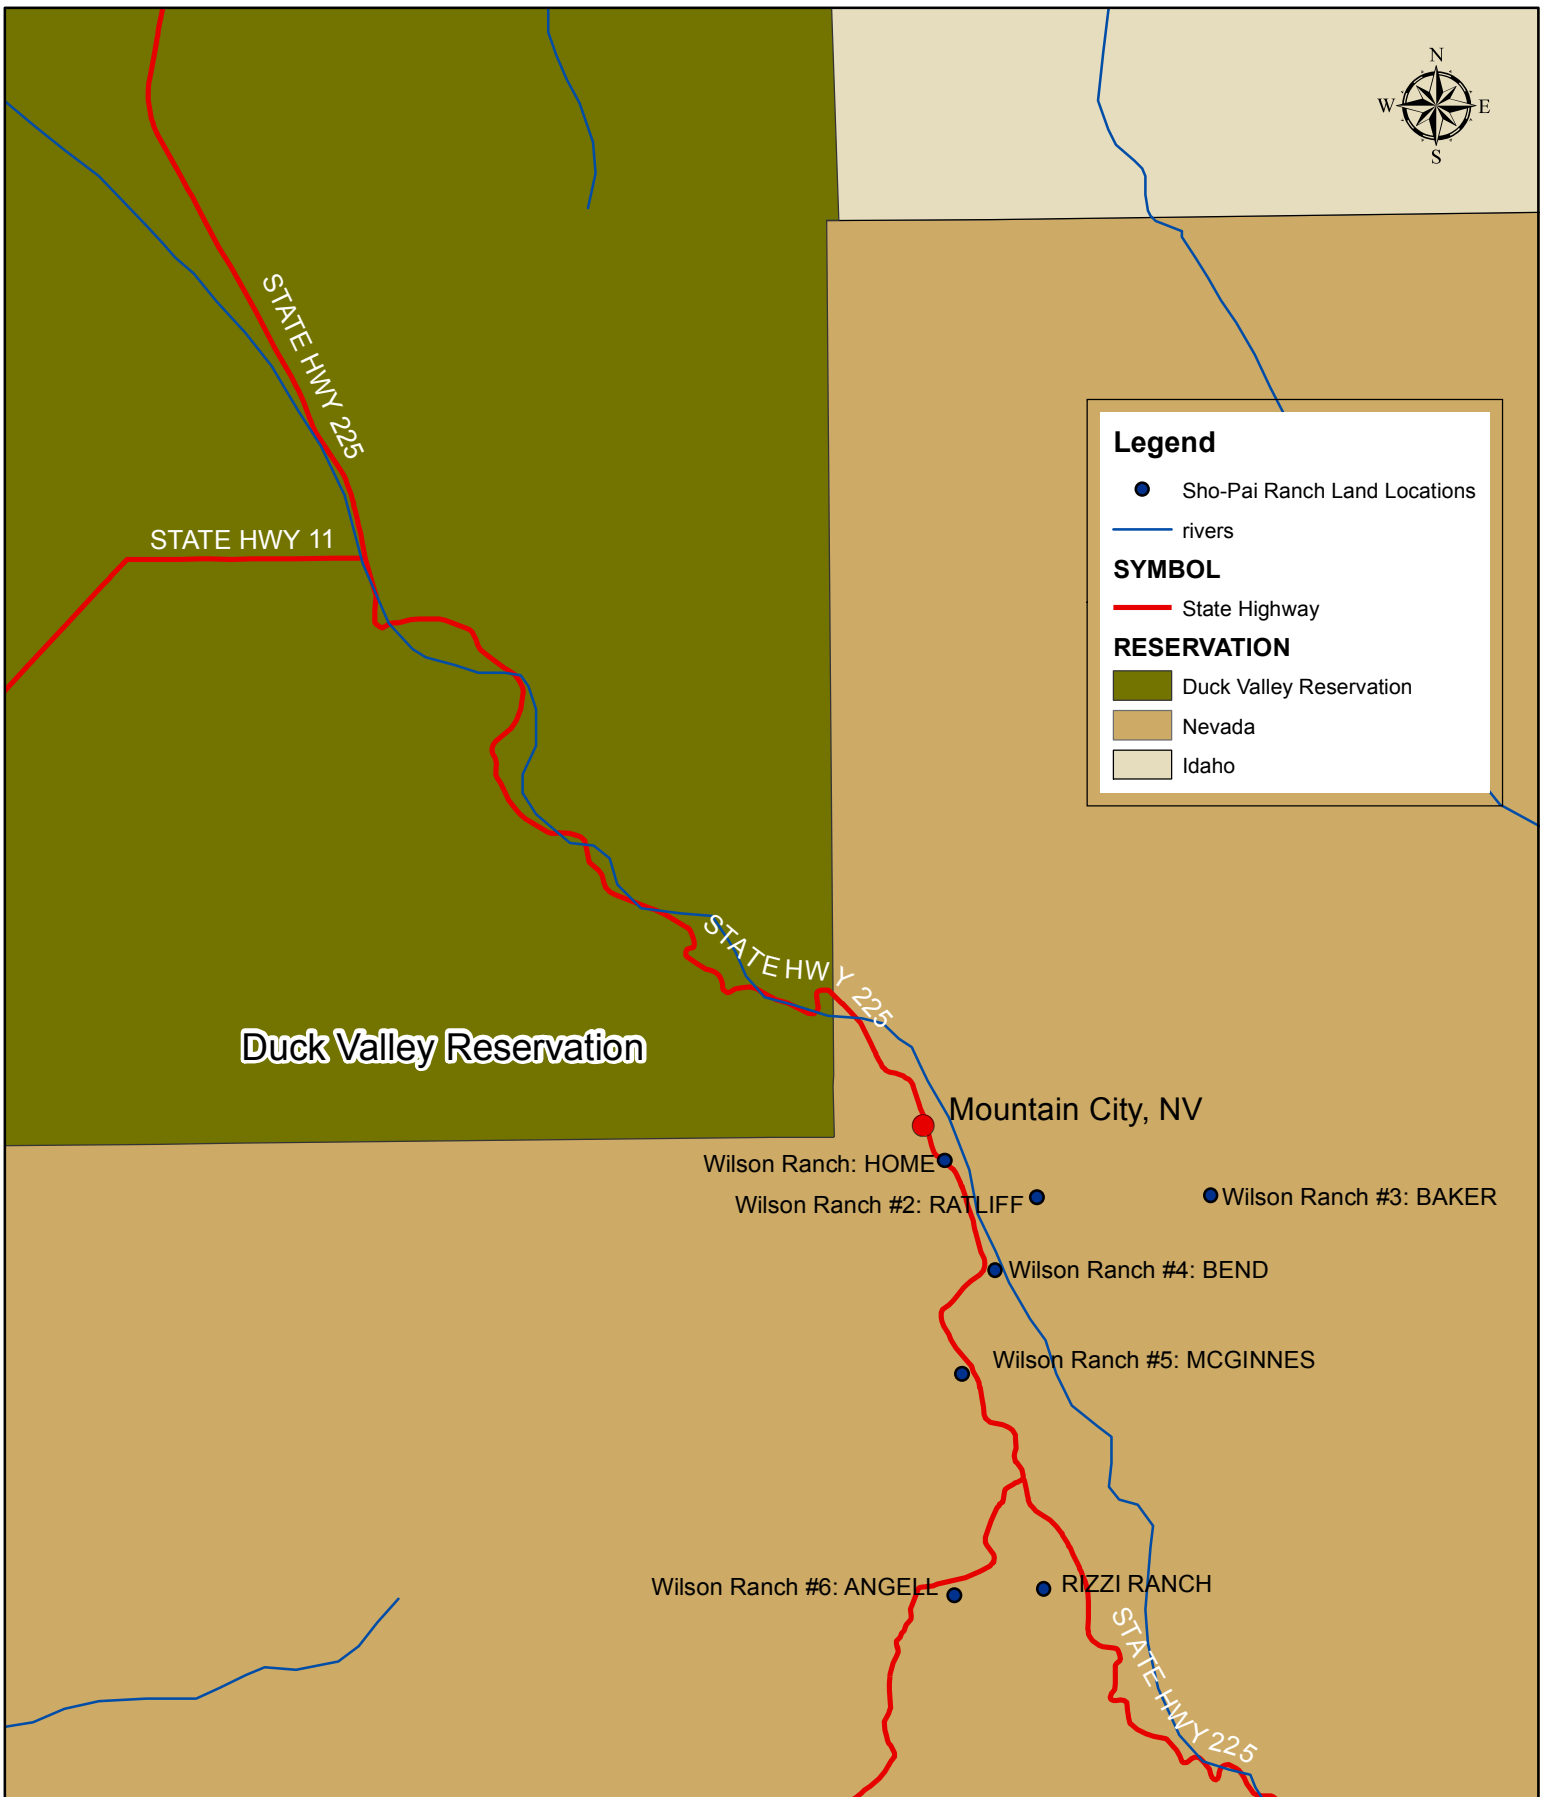 N
W
E
S
STATE HWY 225
Legend
Sho-Pai Ranch Land Locations
rivers
STATE HWY 11
SYMBOL
State Highway
RESERVATION
Duck Valley Reservation
Nevada
Idaho
STATE HWY 225
Duck Valley Reservation
Mountain City, NV
Wilson Ranch: HOME
Wilson Ranch #2: RATLIFF
Wilson Ranch #3: BAKER
Wilson Ranch #4: BEND
Wilson Ranch #5: MCGINNES
Wilson Ranch #6: ANGELL
RIZZI RANCH
STATE HWY 225